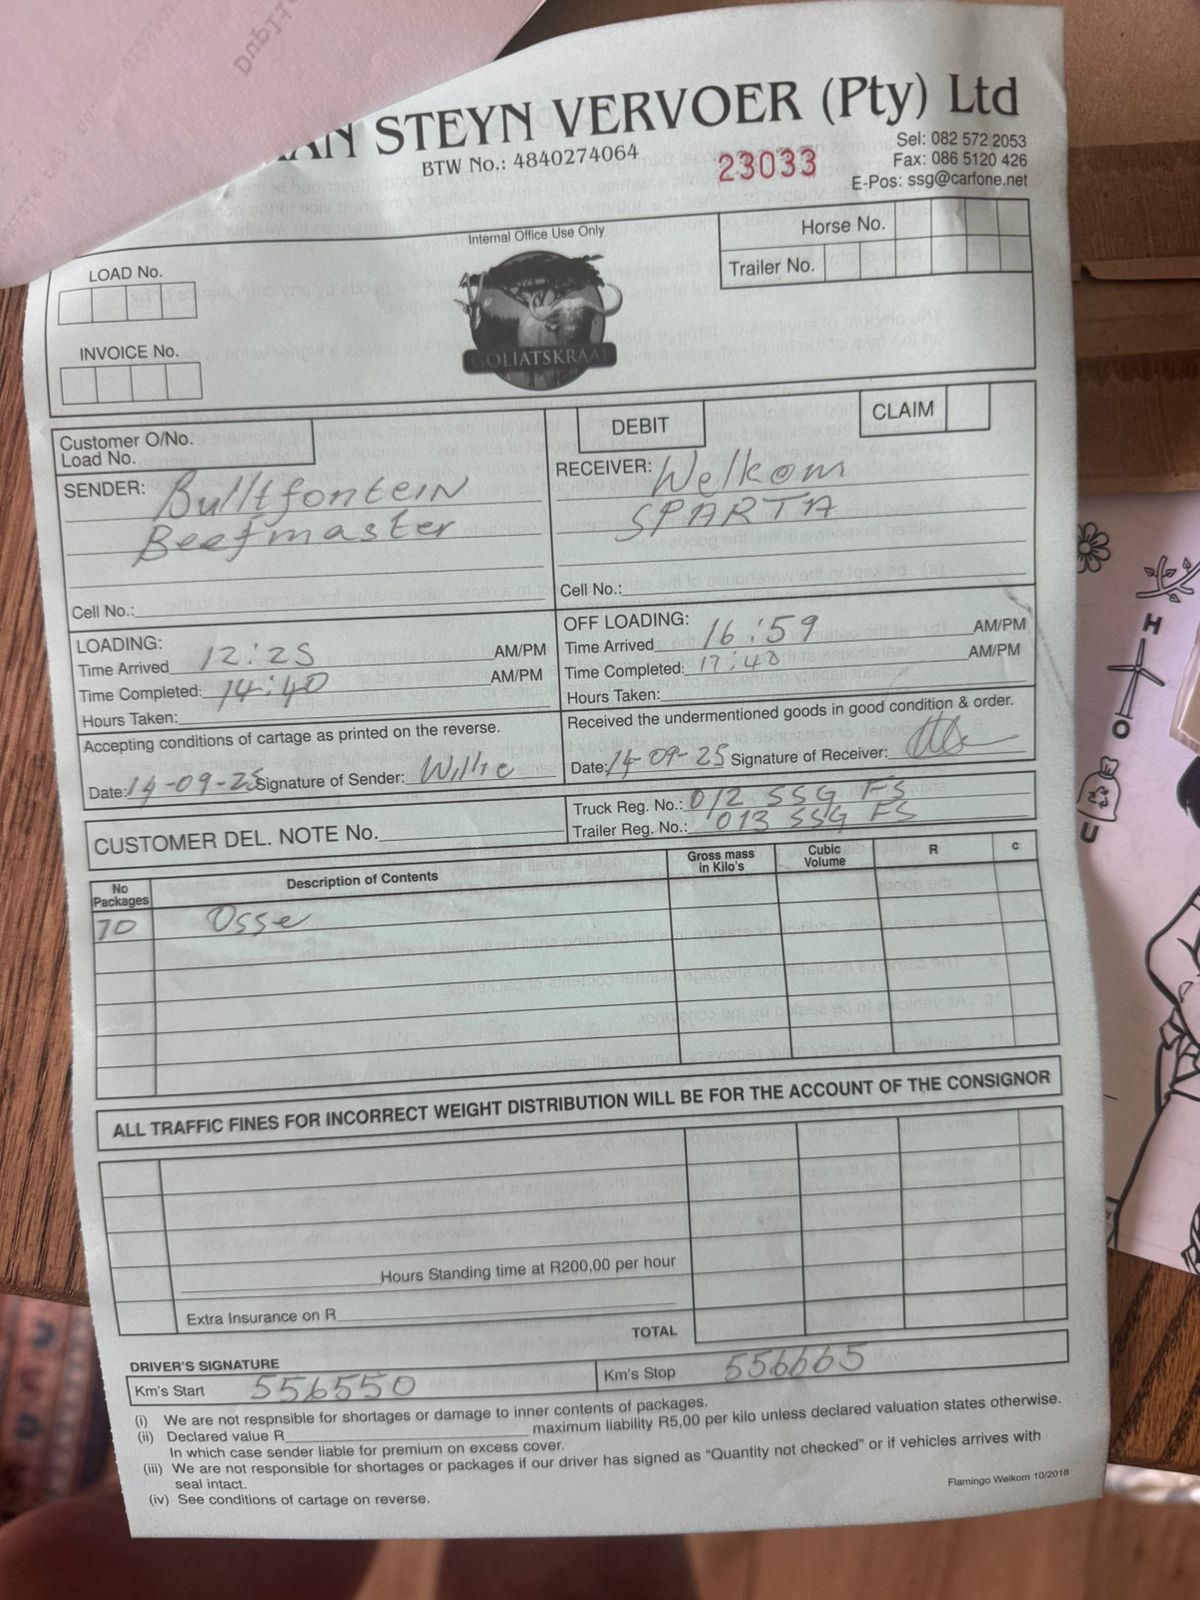 AN STEYN VERVOER (Pty) Ltd
BTW No.: 4840274064
23033
Sel: 082 572 2053
Fax: 086 5120 426
E-Pos: ssg@carfone.net
Internal Office Use Only
Horse No.
Trailer No.
LOAD No.
INVOICE No.
GOLIATSKRAAL
Customer O/No.
Load No.
DEBIT
CLAIM
SENDER: Bultfontein
Beefmaster
Cell No.:
RECEIVER: Welkom
SPARTA
Cell No.:
LOADING:
Time Arrived 12:25 AM/PM
Time Completed: 14:40 AM/PM
Hours Taken:
OFF LOADING:
Time Arrived 16:59 AM/PM
Time Completed: 17:43 AM/PM
Hours Taken:
Accepting conditions of cartage as printed on the reverse.
Date: 14-09-25 Signature of Sender: Willie
Received the undermentioned goods in good condition & order.
Date: 14-09-25 Signature of Receiver:
CUSTOMER DEL. NOTE No.
Truck Reg. No.: 012 SSG FS
Trailer Reg. No.: 013 SSG FS
No Packages Description of Contents Gross mass in Kilo's Cubic Volume R c
70 Osse
ALL TRAFFIC FINES FOR INCORRECT WEIGHT DISTRIBUTION WILL BE FOR THE ACCOUNT OF THE CONSIGNOR
Hours Standing time at R200,00 per hour
Extra Insurance on R
TOTAL
DRIVER'S SIGNATURE
Km's Start 556550
Km's Stop 556665
(i) We are not respnsible for shortages or damage to inner contents of packages.
(ii) Declared value R maximum liability R5,00 per kilo unless declared valuation states otherwise.
In which case sender liable for premium on excess cover.
(iii) We are not responsible for shortages or packages if our driver has signed as "Quantity not checked" or if vehicles arrives with
seal intact.
(iv) See conditions of cartage on reverse.
Flamingo Welkom 10/2018
H
O
U